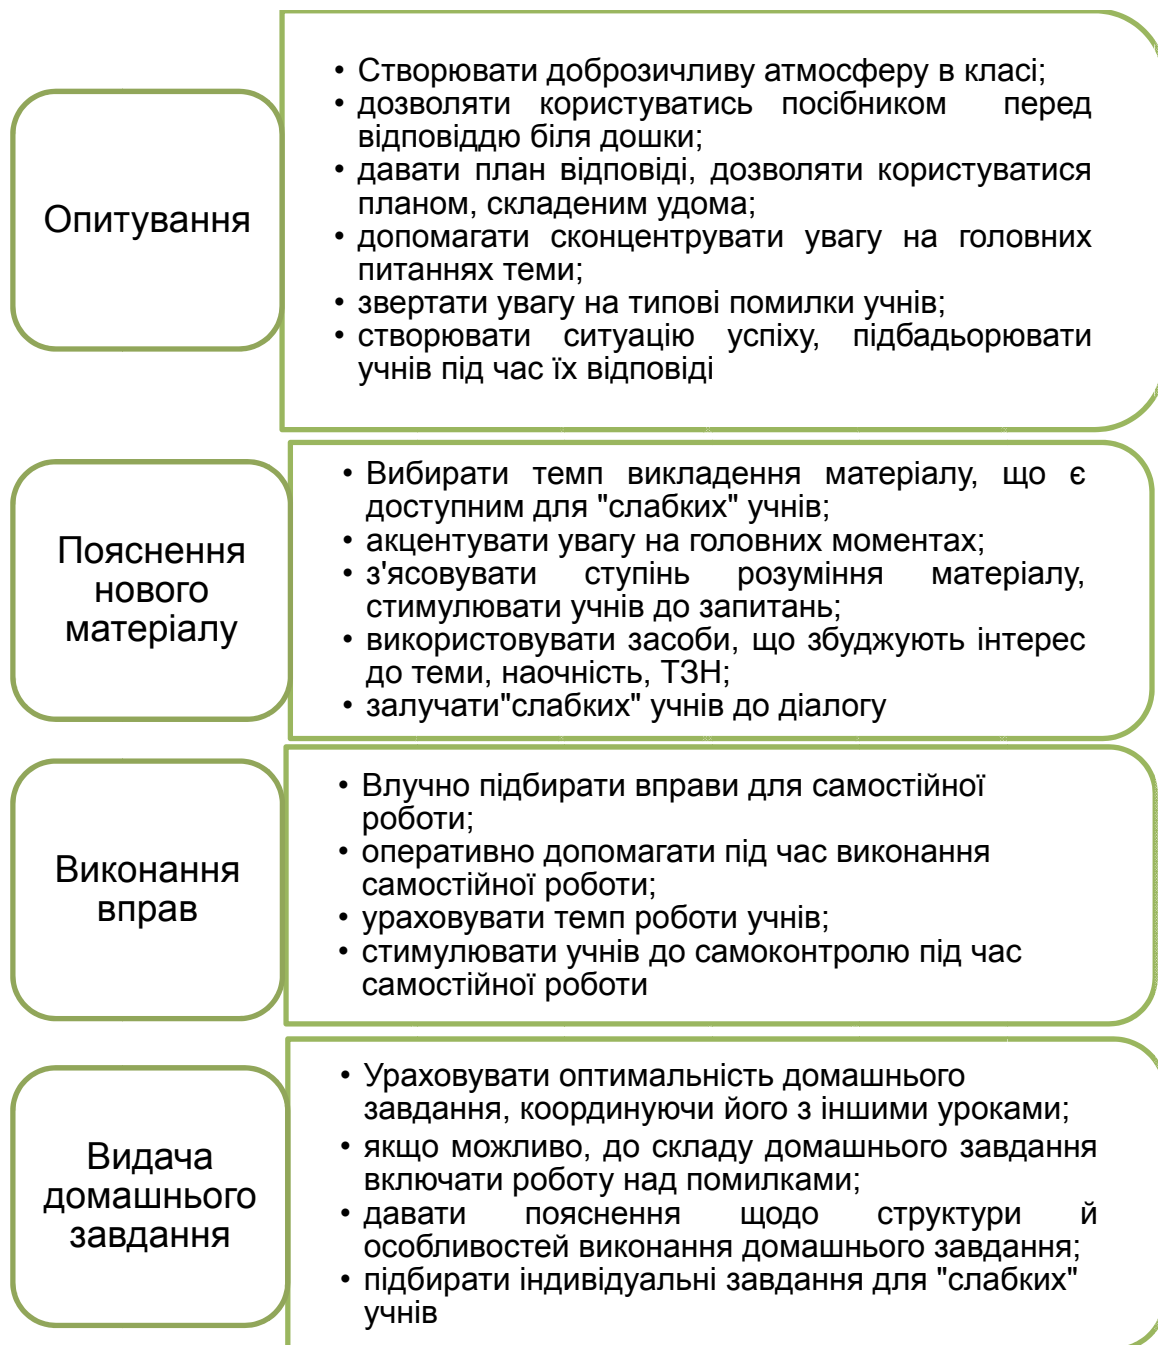 Опитування
• Створювати доброзичливу атмосферу в класі;
• дозволяти користуватись посібником перед
відповіддю біля дошки;
• давати план відповіді, дозволяти користуватися
планом, складеним удома;
• допомагати сконцентрувати увагу на головних
питаннях теми;
• звертати увагу на типові помилки учнів;
• створювати ситуацію успіху, підбадьорювати
учнів під час їх відповіді
Пояснення
нового
матеріалу
• Вибирати темп викладення матеріалу, що є
доступним для "слабких" учнів;
• акцентувати увагу на головних моментах;
• з'ясовувати ступінь розуміння матеріалу,
стимулювати учнів до запитань;
• використовувати засоби, що збуджують інтерес
до теми, наочність, ТЗН;
• залучати"слабких" учнів до діалогу
Виконання
вправ
• Влучно підбирати вправи для самостійної
роботи;
• оперативно допомагати під час виконання
самостійної роботи;
• ураховувати темп роботи учнів;
• стимулювати учнів до самоконтролю під час
самостійної роботи
Видача
домашнього
завдання
• Ураховувати оптимальність домашнього
завдання, координуючи його з іншими уроками;
• якщо можливо, до складу домашнього завдання
включати роботу над помилками;
• давати пояснення щодо структури й
особливостей виконання домашнього завдання;
• підбирати індивідуальні завдання для "слабких"
учнів